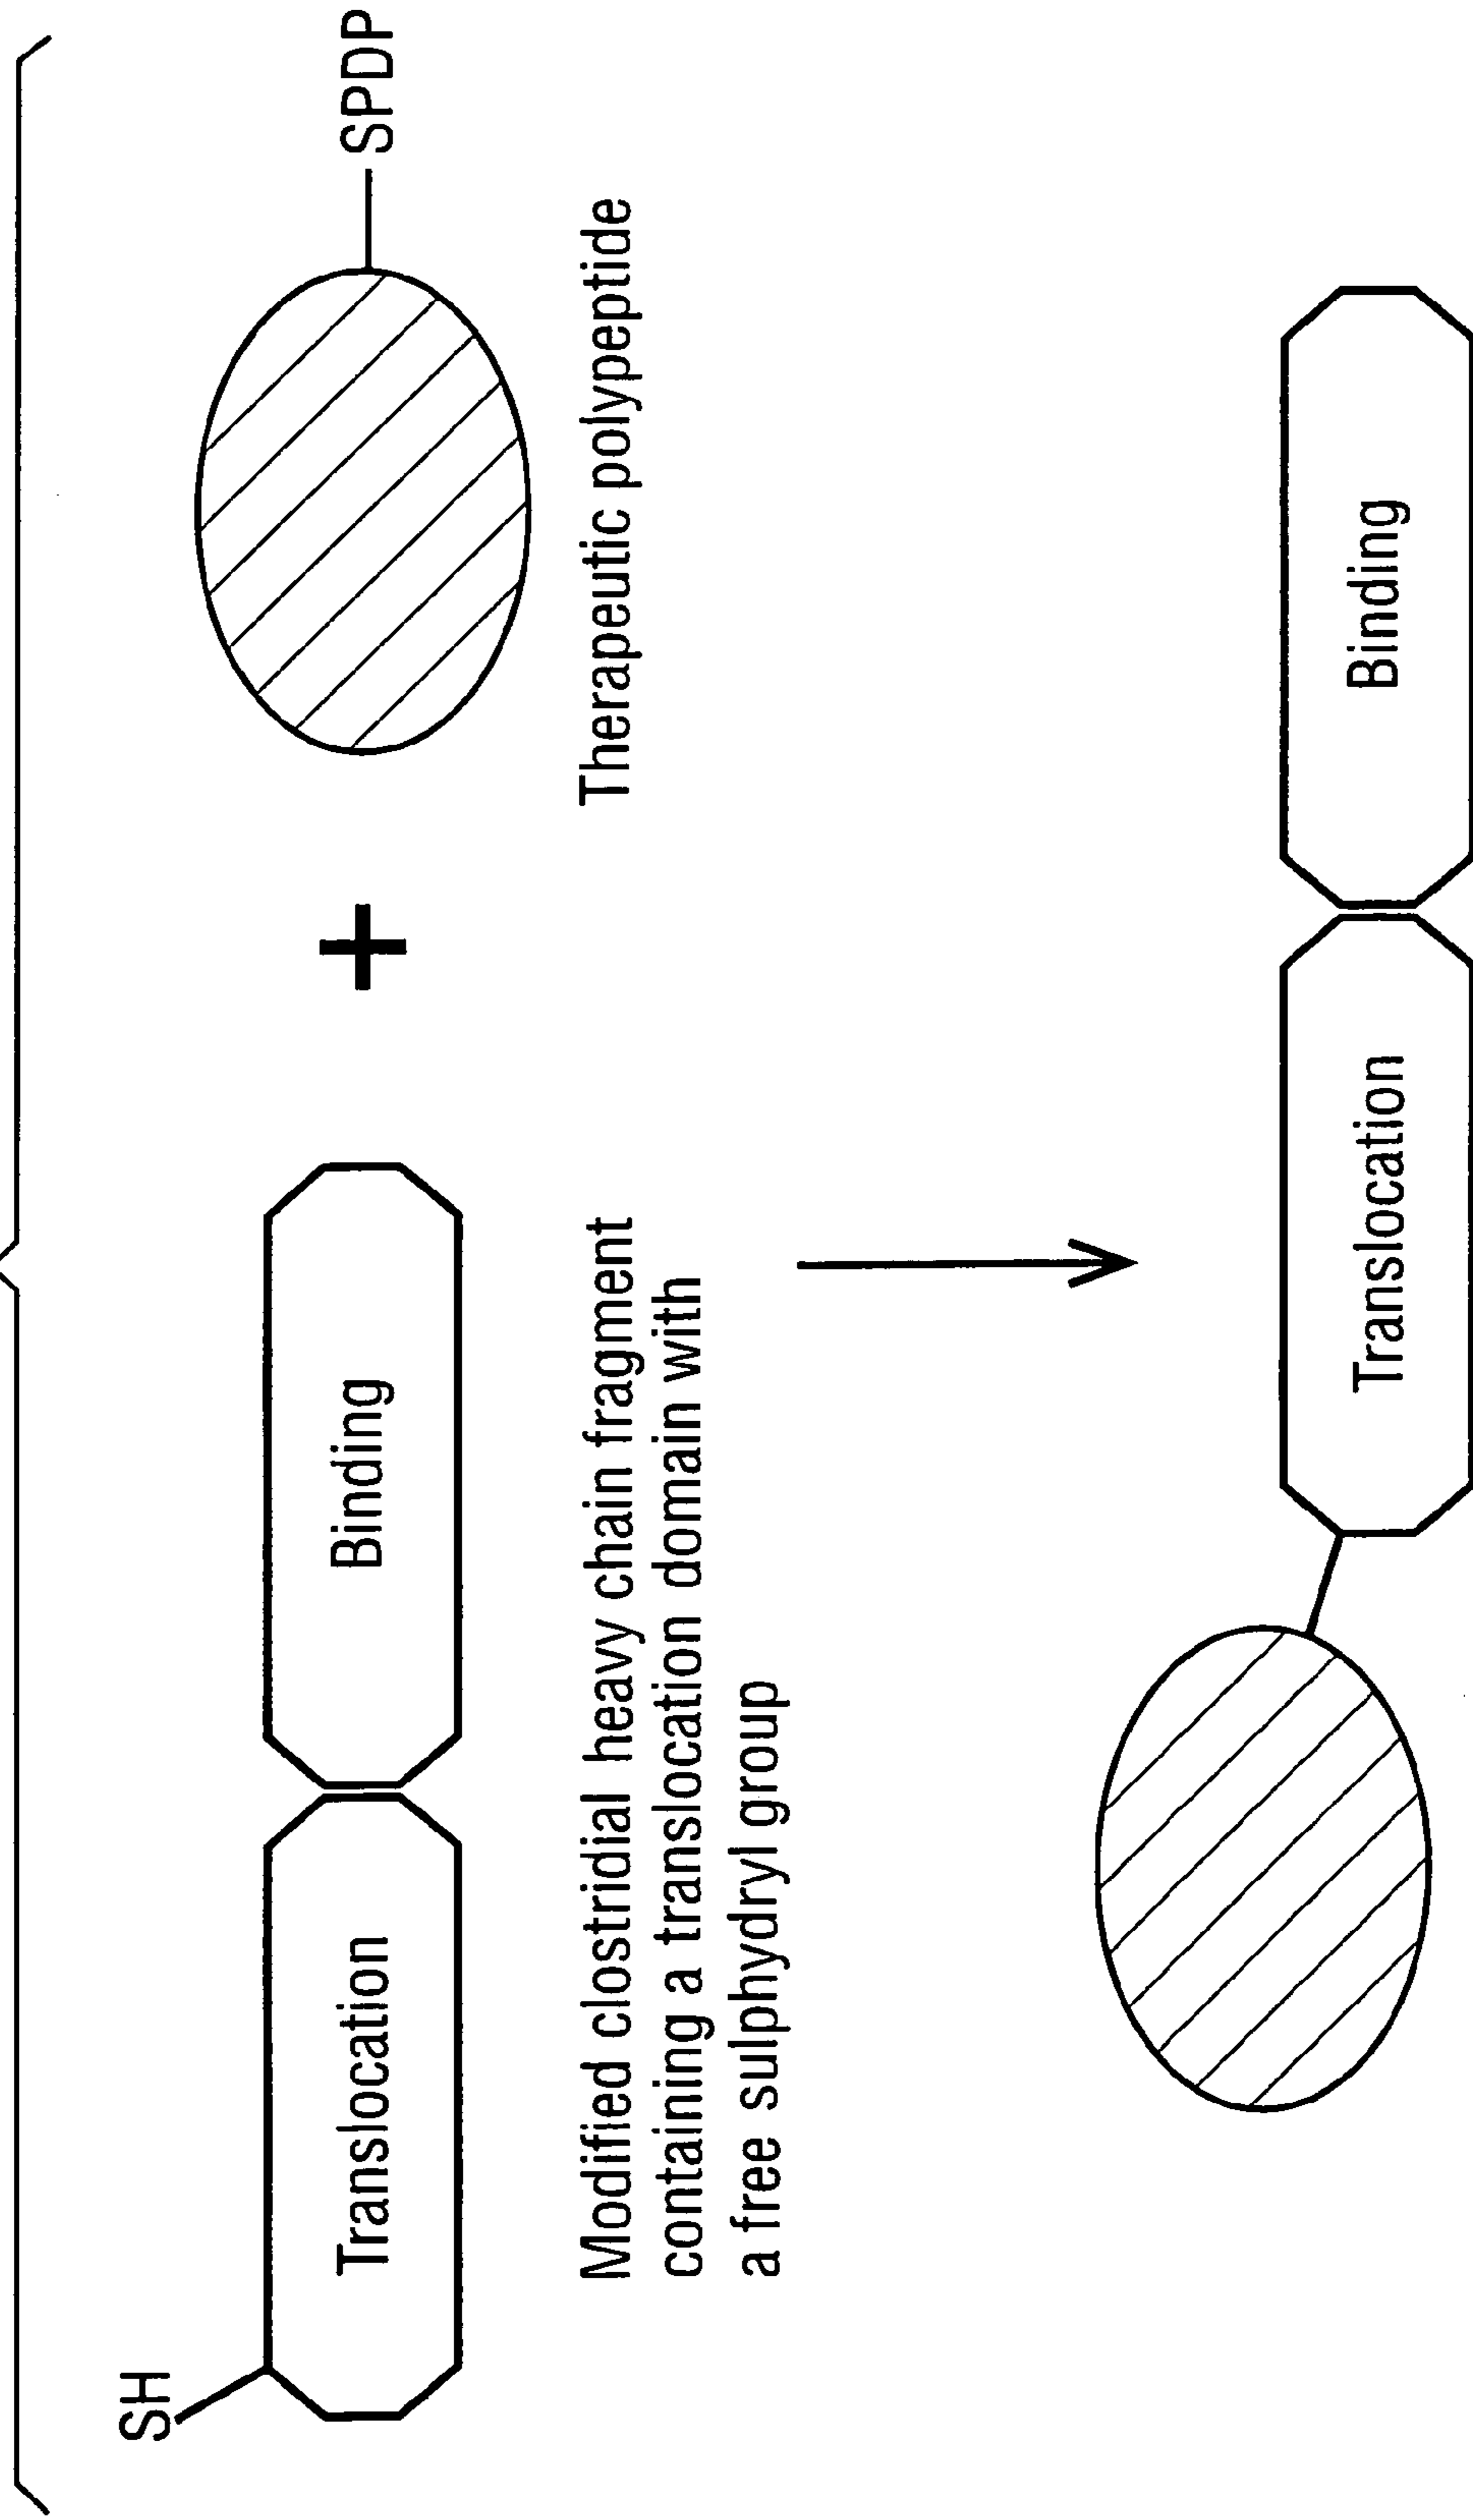 SH
Translocation
Binding
+
SPDP
Modified clostridial heavy chain fragment
containing a translocation domain with
a free sulphydryl group
Therapeutic polypeptide
Translocation
Binding